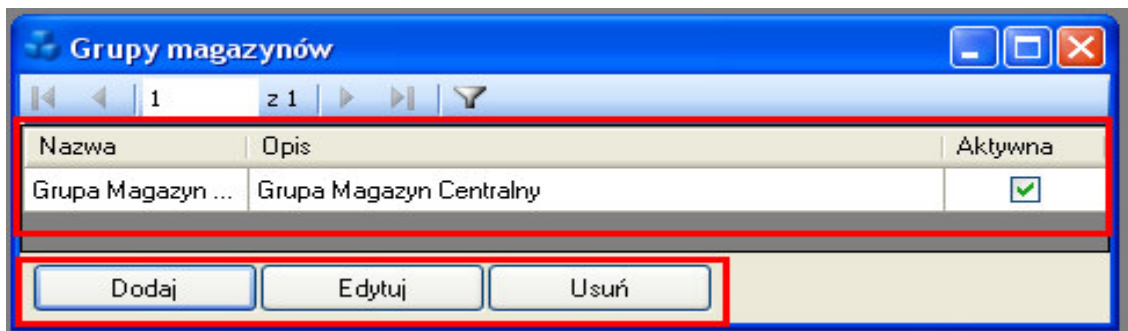 Grupy magazynów
1 z 1
Nazwa Opis Aktywna
Grupa Magazyn ... Grupa Magazyn Centralny
Dodaj Edytuj Usuń